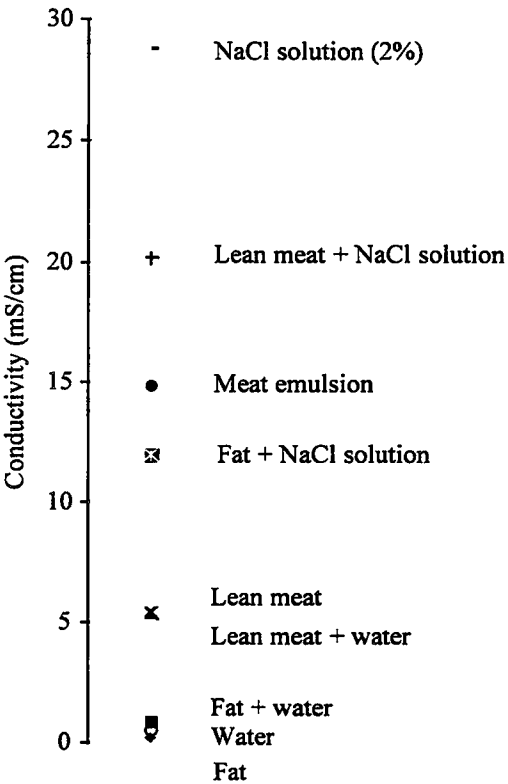 Conductivity (mS/cm)
30
25
20
15
10
5
0
NaCl solution (2%)
Lean meat + NaCl solution
Meat emulsion
Fat + NaCl solution
Lean meat
Lean meat + water
Fat + water
Water
Fat